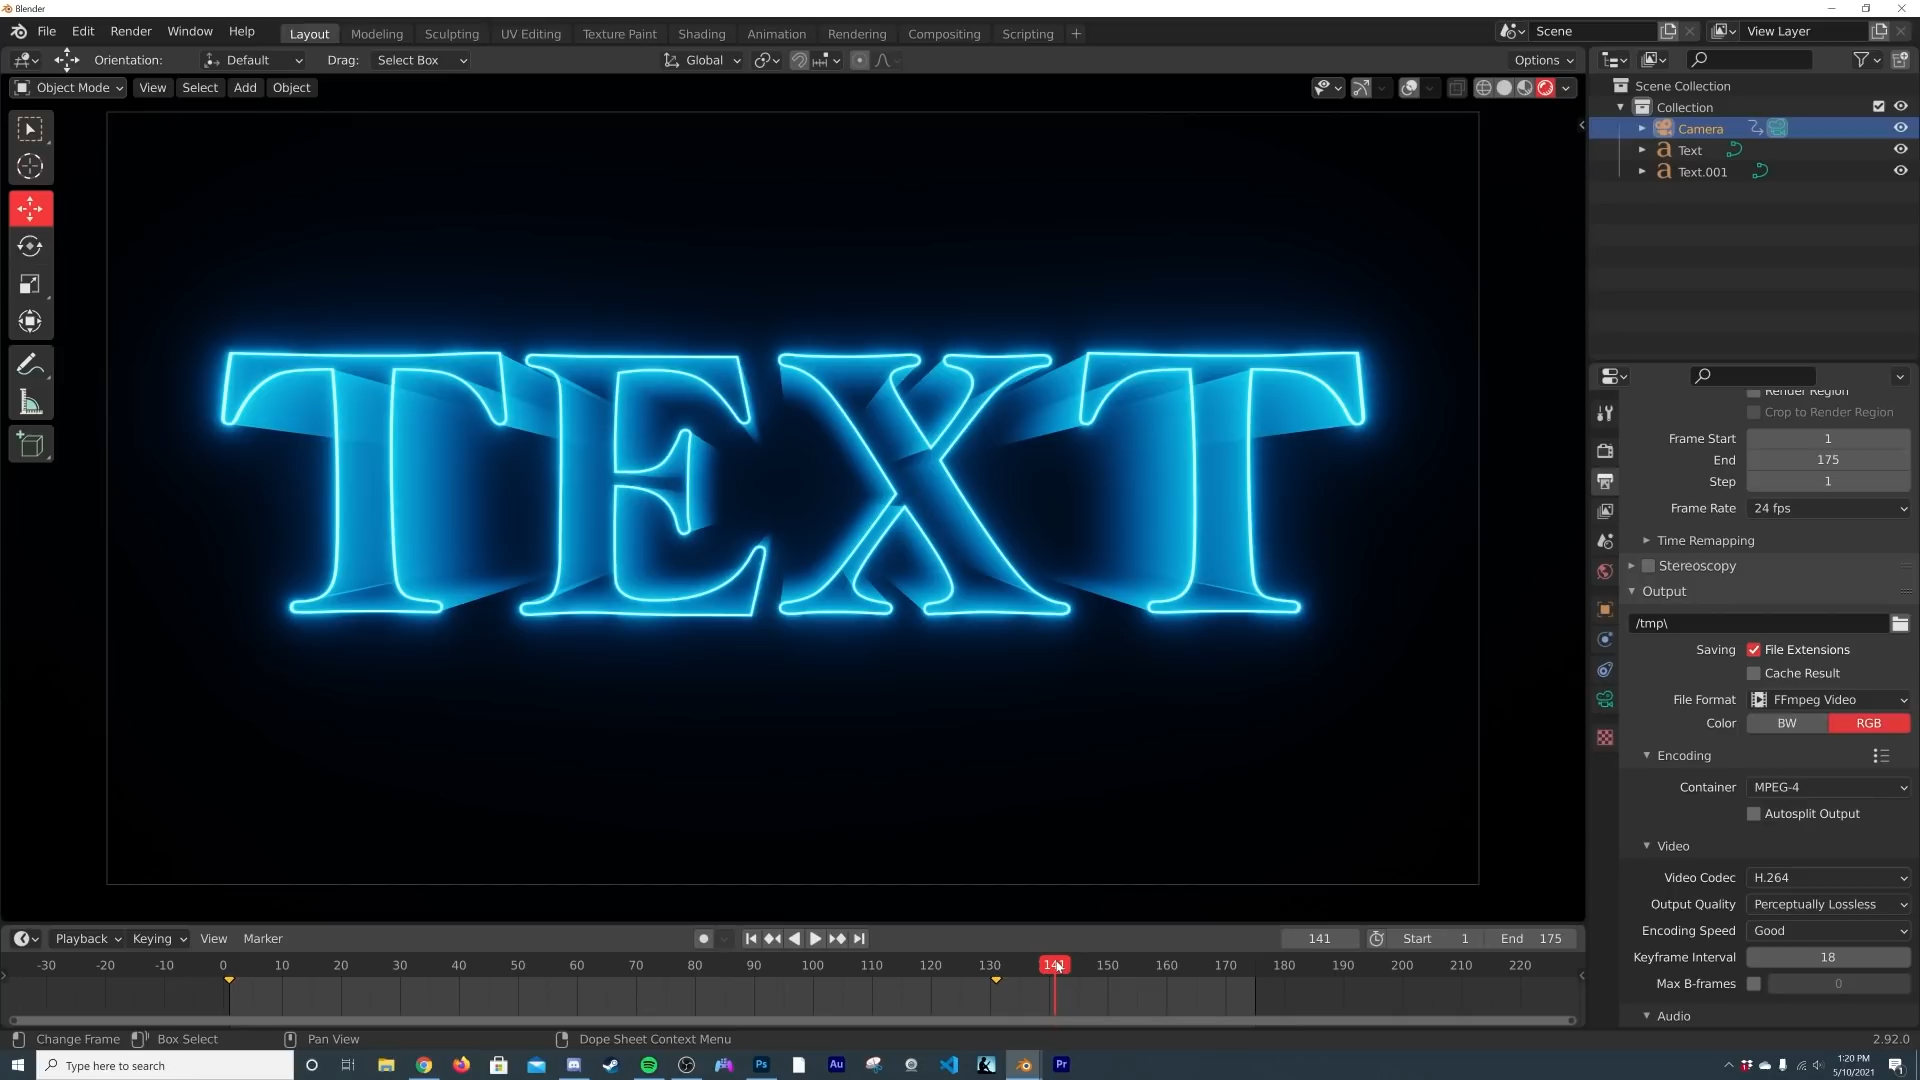 Blender
File Edit Render Window Help Layout Modeling Sculpting UV Editing Texture Paint Shading Animation Rendering Compositing Scripting + Scene View Layer
Orientation: Default Drag: Select Box Global Options
Object Mode View Select Add Object
Scene Collection
Collection
Camera
Text
Text.001
TEXT
Render Region
Crop to Render Region
Frame Start 1
End 175
Step 1
Frame Rate 24 fps
Time Remapping
Stereoscopy
Output
/tmp\
Saving File Extensions
Cache Result
File Format FFmpeg Video
Color BW RGB
Encoding
Container MPEG-4
Autosplit Output
Video
Video Codec H.264
Output Quality Perceptually Lossless
Encoding Speed Good
Keyframe Interval 18
Max B-frames 0
Audio
Playback Keying View Marker 141 Start 1 End 175
-30 -20 -10 0 10 20 30 40 50 60 70 80 90 100 110 120 130 141 150 160 170 180 190 200 210 220
Change Frame Box Select Pan View Dope Sheet Context Menu 2.92.0
Type here to search Ps Au Pr 1:20 PM
5/10/2021